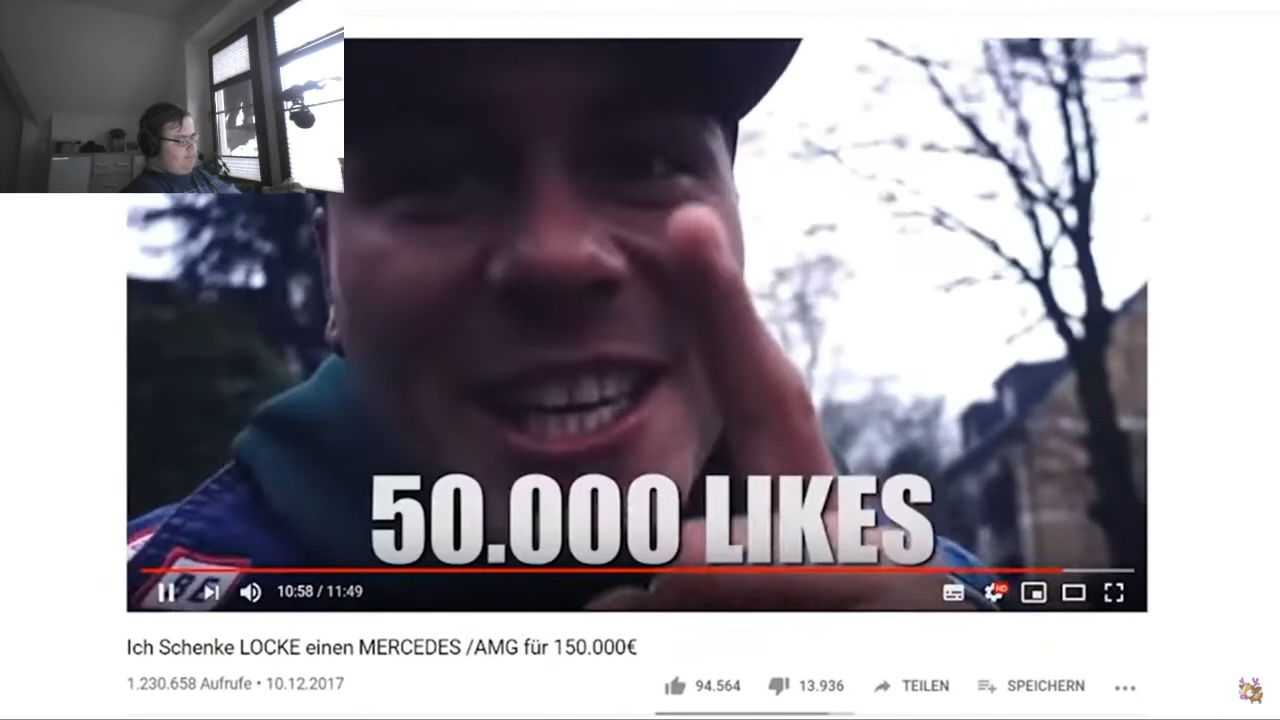 50.000 LIKES
10:58 / 11:49
HD
Ich Schenke LOCKE einen MERCEDES /AMG für 150.000€
1.230.658 Aufrufe • 10.12.2017 94.564 13.936 TEILEN SPEICHERN